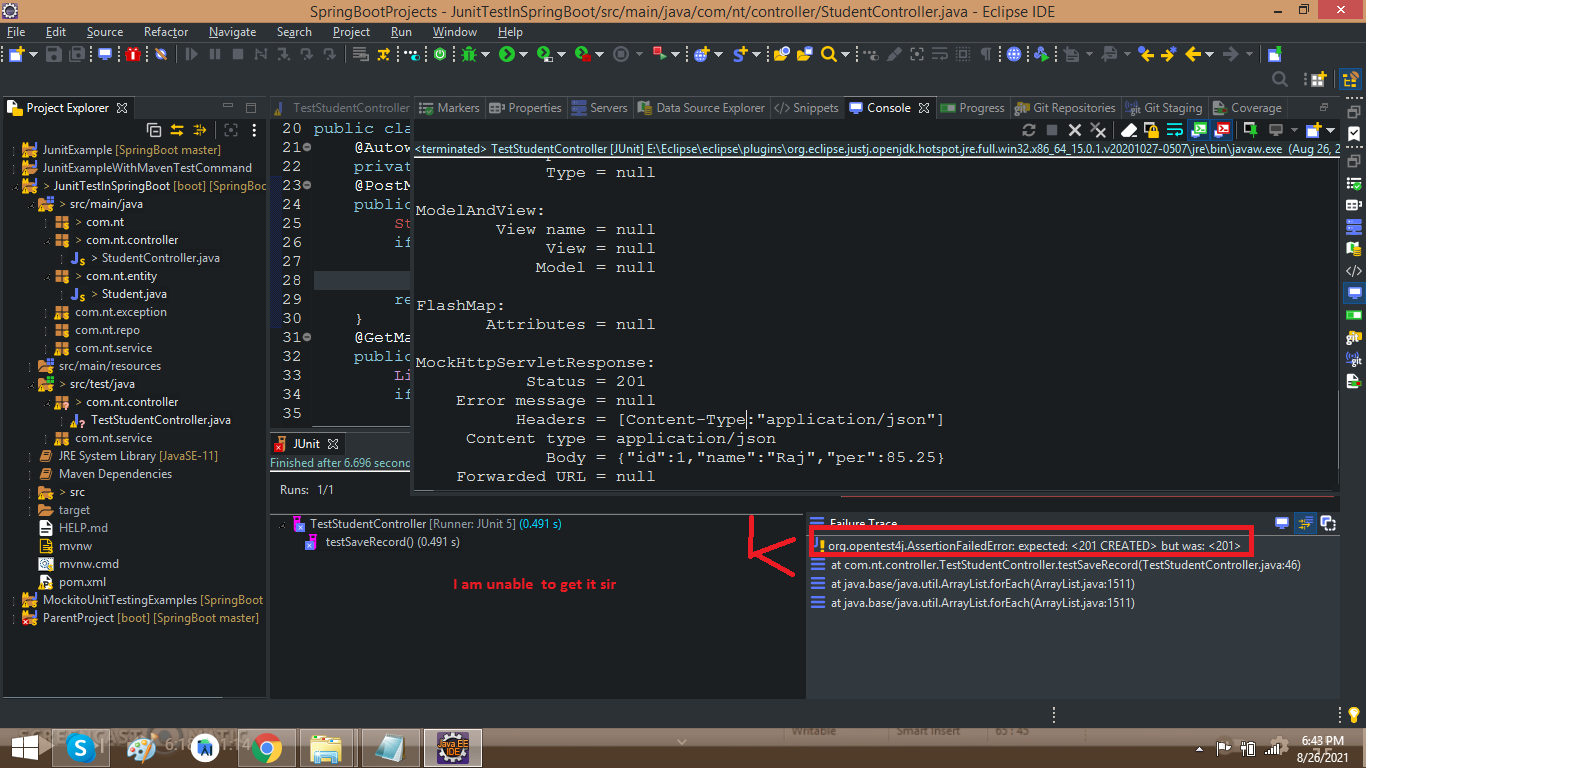 SpringBootProjects - JunitTestInSpringBoot/src/main/java/com/nt/controller/StudentController.java - Eclipse IDE
File Edit Source Refactor Navigate Search Project Run Window Help
Project Explorer
JunitExample [SpringBoot master]
JunitExampleWithMavenTestCommand
> JunitTestInSpringBoot [boot] [SpringBoo
> src/main/java
> com.nt
> com.nt.controller
> StudentController.java
> com.nt.entity
> Student.java
com.nt.exception
com.nt.repo
com.nt.service
src/main/resources
> src/test/java
> com.nt.controller
TestStudentController.java
com.nt.service
JRE System Library [JavaSE-11]
Maven Dependencies
> src
target
HELP.md
mvnw
mvnw.cmd
pom.xml
MockitoUnitTestingExamples [SpringBoot
ParentProject [boot] [SpringBoot master]
TestStudentController
20 public cla
21 @Autow
22 privat
23 @PostM
24 public
25 St
26 if
27
28
29 re
30 }
31 @GetMa
32 public
33 Li
34 if
35
Markers Properties Servers Data Source Explorer </> Snippets Console Progress Git Repositories Git Staging Coverage
<terminated> TestStudentController [JUnit] E:\Eclipse\eclipse\plugins\org.eclipse.justj.openjdk.hotspot.jre.full.win32.x86_64_15.0.1.v20201027-0507\jre\bin\javaw.exe (Aug 26, 2
Type = null
ModelAndView:
View name = null
View = null
Model = null
FlashMap:
Attributes = null
MockHttpServletResponse:
Status = 201
Error message = null
Headers = [Content-Type:"application/json"]
Content type = application/json
Body = {"id":1,"name":"Raj","per":85.25}
Forwarded URL = null
JUnit
Finished after 6.696 second
Runs: 1/1
TestStudentController [Runner: JUnit 5] (0.491 s)
testSaveRecord() (0.491 s)
I am unable to get it sir
Failure Trace
org.opentest4j.AssertionFailedError: expected: <201 CREATED> but was: <201>
at com.nt.controller.TestStudentController.testSaveRecord(TestStudentController.java:46)
at java.base/java.util.ArrayList.forEach(ArrayList.java:1511)
at java.base/java.util.ArrayList.forEach(ArrayList.java:1511)
Writable Smart Insert 65 : 45
Java EE
IDE
6:43 PM
8/26/2021